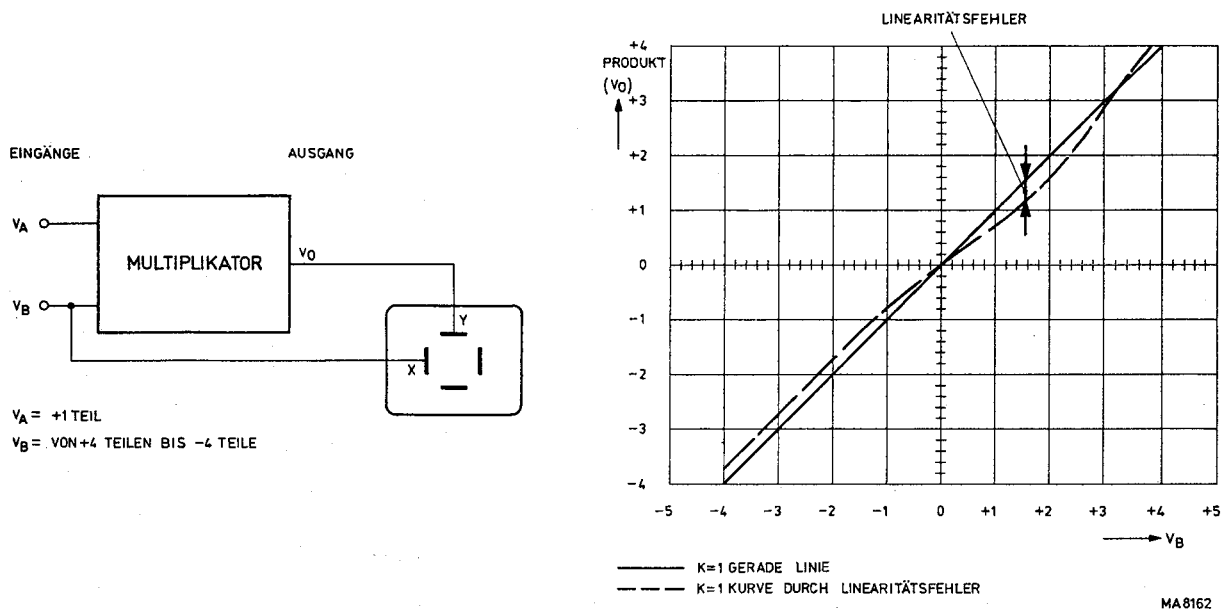 EINGÄNGE
AUSGANG
VA
VB
MULTIPLIKATOR
VO
Y
X
VA = +1 TEIL
VB = VON +4 TEILEN BIS -4 TEILE
LINEARITÄTSFEHLER
+4
PRODUKT
(VO)
+3
+2
+1
0
-1
-2
-3
-4
-5 -4 -3 -2 -1 0 +1 +2 +3 +4 +5
VB
K=1 GERADE LINIE
K=1 KURVE DURCH LINEARITÄTSFEHLER
MA8162